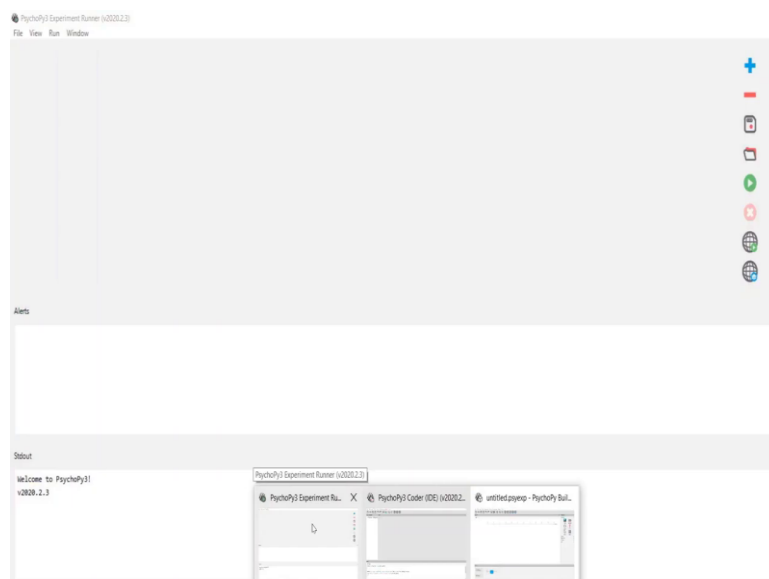 PsychoPy3 Experiment Runner (v2020.2.3)
File View Run Window
Alerts
Stdout
Welcome to PsychoPy3!
v2020.2.3
PsychoPy3 Experiment Runner (v2020.2.3)
PsychoPy3 Experiment Ru... PsychoPy3 Coder (IDE) (v2020.2... untitled.psyexp - PsychoPy Buil...